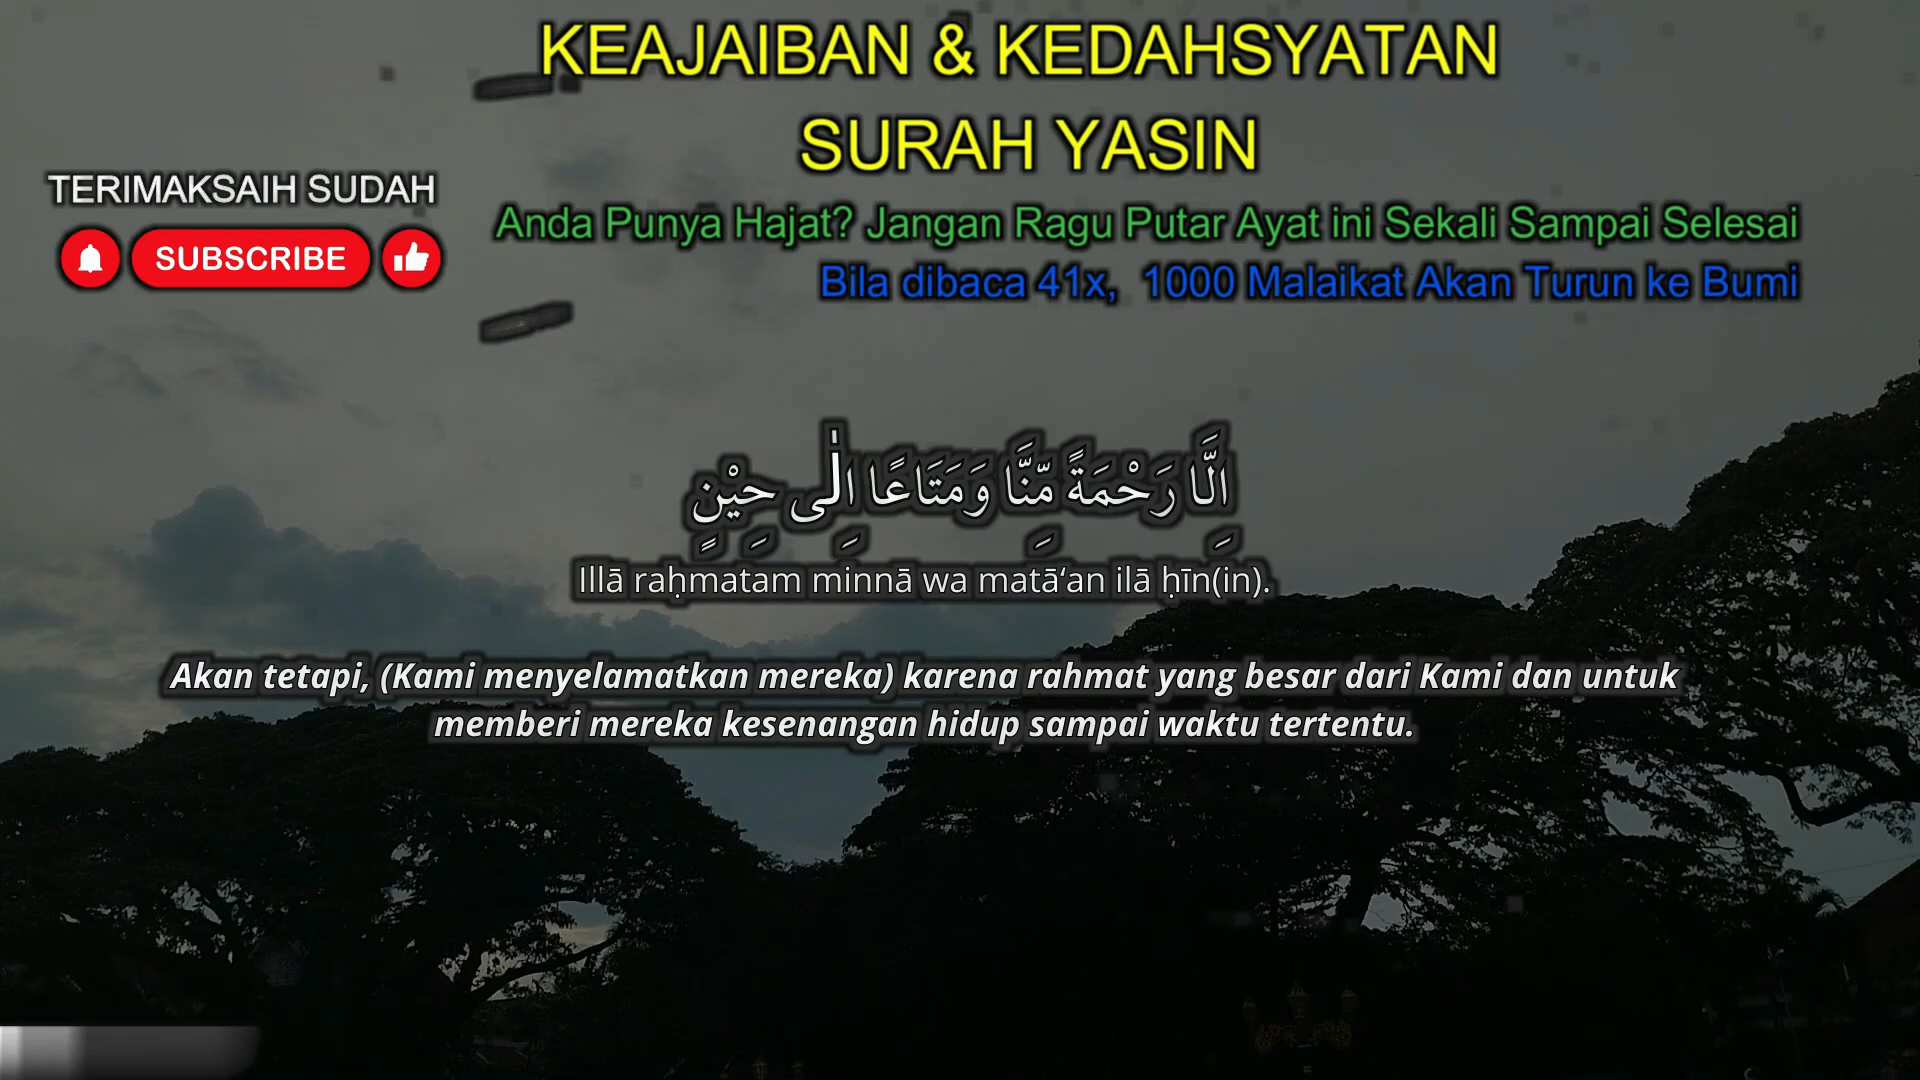 KEAJAIBAN & KEDAHSYATAN
SURAH YASIN
TERIMAKSAIH SUDAH
SUBSCRIBE
Anda Punya Hajat? Jangan Ragu Putar Ayat ini Sekali Sampai Selesai
Bila dibaca 41x, 1000 Malaikat Akan Turun ke Bumi
اِلَّا رَحْمَةً مِّنَّا وَمَتَاعًا اِلٰى حِيْنٍ
Illā raḥmatam minnā wa matā‘an ilā ḥīn(in).
Akan tetapi, (Kami menyelamatkan mereka) karena rahmat yang besar dari Kami dan untuk
memberi mereka kesenangan hidup sampai waktu tertentu.